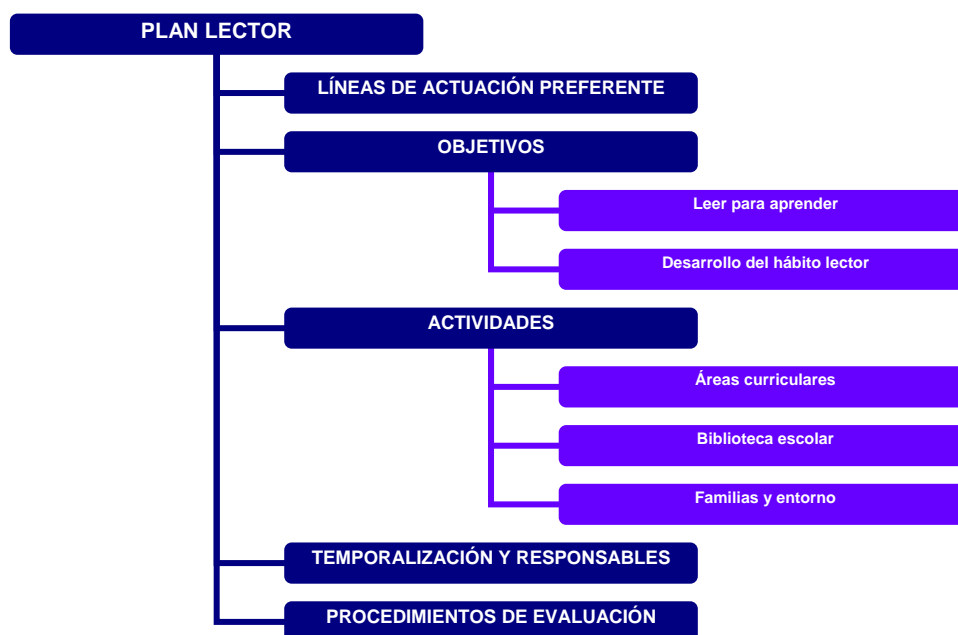 PLAN LECTOR
LÍNEAS DE ACTUACIÓN PREFERENTE
OBJETIVOS
Leer para aprender
Desarrollo del hábito lector
ACTIVIDADES
Áreas curriculares
Biblioteca escolar
Familias y entorno
TEMPORALIZACIÓN Y RESPONSABLES
PROCEDIMIENTOS DE EVALUACIÓN